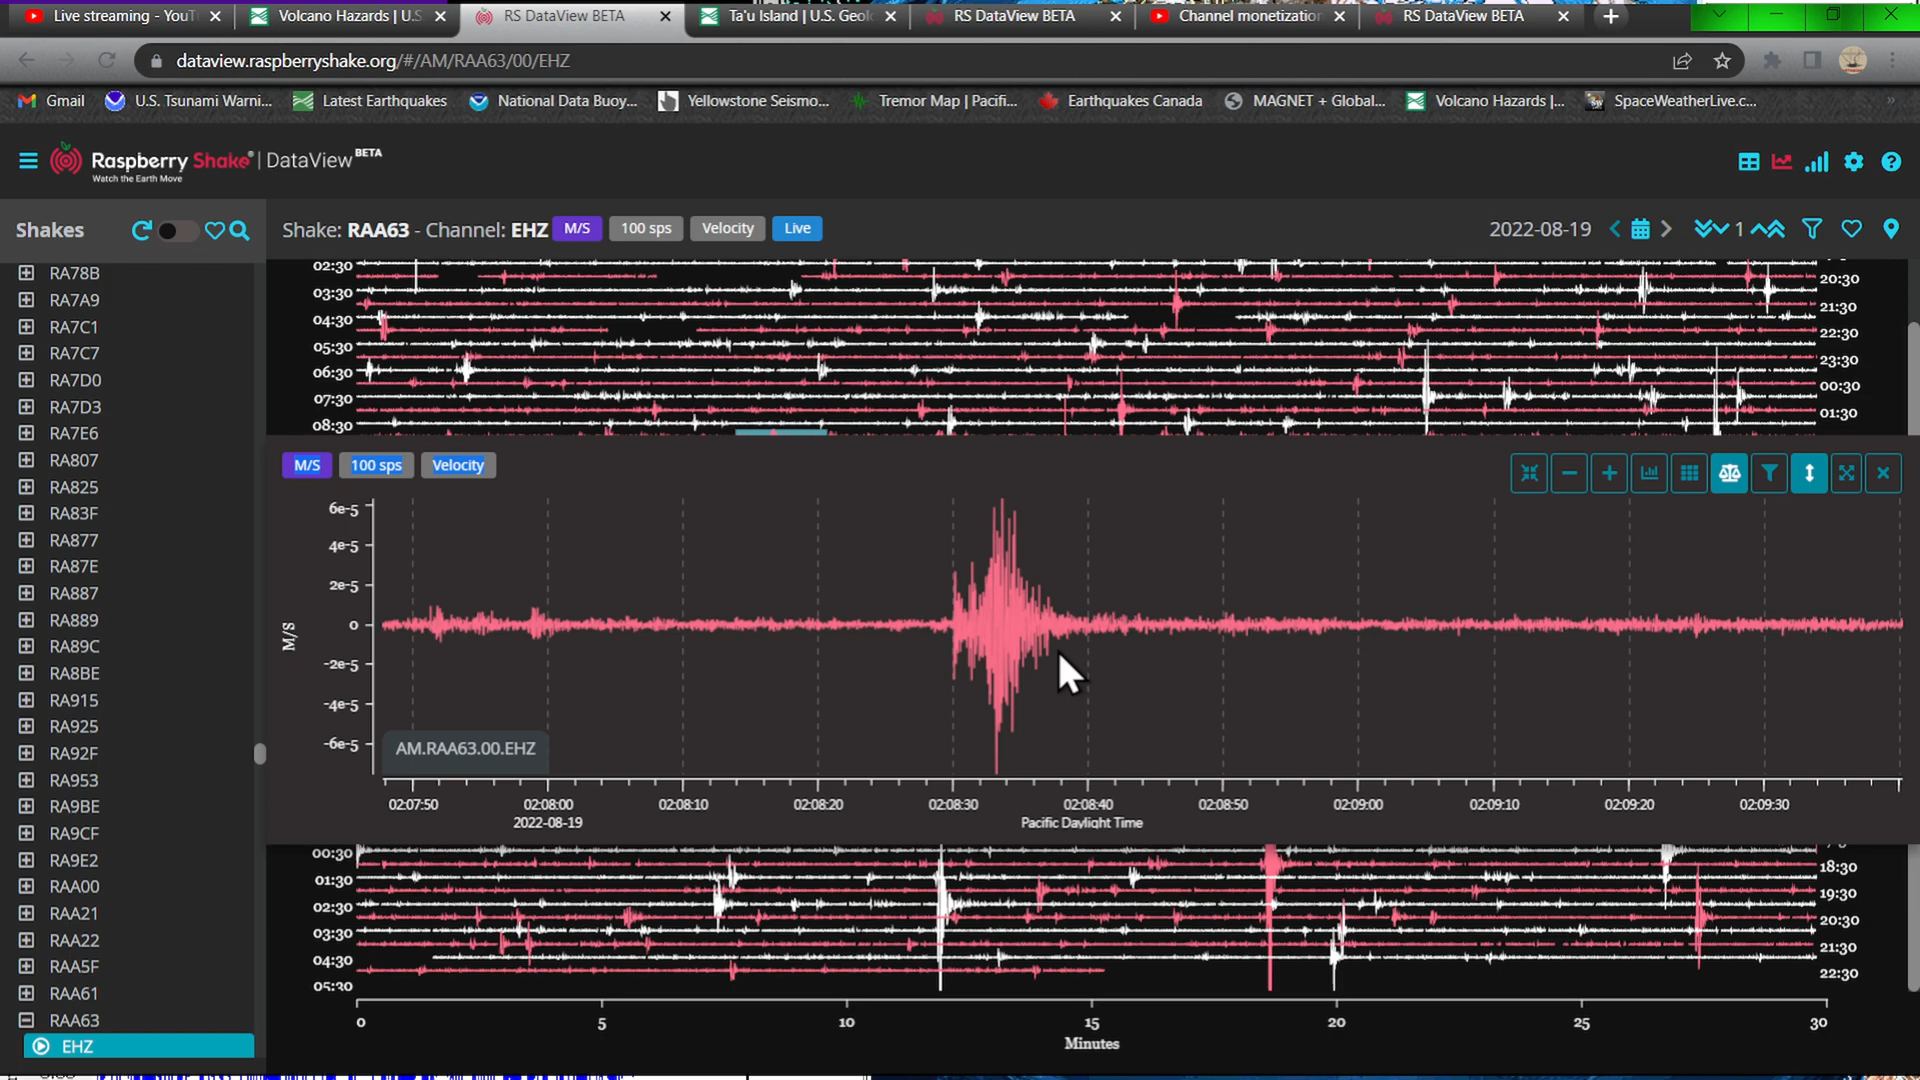 Live streaming - YouT
Volcano Hazards | U.S
RS DataView BETA
Ta'u Island | U.S. Geol
RS DataView BETA
Channel monetization
RS DataView BETA
dataview.raspberryshake.org/#/AM/RAA63/00/EHZ
Gmail
U.S. Tsunami Warni...
Latest Earthquakes
National Data Buoy...
Yellowstone Seismo...
Tremor Map | Pacifi...
Earthquakes Canada
MAGNET + Global...
Volcano Hazards |...
SpaceWeatherLive.c...
Raspberry Shake® | DataView BETA
Watch the Earth Move
Shakes
Shake: RAA63 - Channel: EHZ M/S 100 sps Velocity Live
2022-08-19
1
RA78B
RA7A9
RA7C1
RA7C7
RA7D0
RA7D3
RA7E6
RA807
RA825
RA83F
RA877
RA87E
RA887
RA889
RA89C
RA8BE
RA915
RA925
RA92F
RA953
RA9BE
RA9CF
RA9E2
RAA00
RAA21
RAA22
RAA5F
RAA61
RAA63
EHZ
02:30
03:30
04:30
05:30
06:30
07:30
08:30
20:30
21:30
22:30
23:30
00:30
01:30
M/S 100 sps Velocity
6e-5
4e-5
2e-5
0
-2e-5
-4e-5
-6e-5
M/S
AM.RAA63.00.EHZ
02:07:50 02:08:00 02:08:10 02:08:20 02:08:30 02:08:40 02:08:50 02:09:00 02:09:10 02:09:20 02:09:30
2022-08-19
Pacific Daylight Time
00:30
01:30
02:30
03:30
04:30
05:30
18:30
19:30
20:30
21:30
22:30
0 5 10 15 20 25 30
Minutes